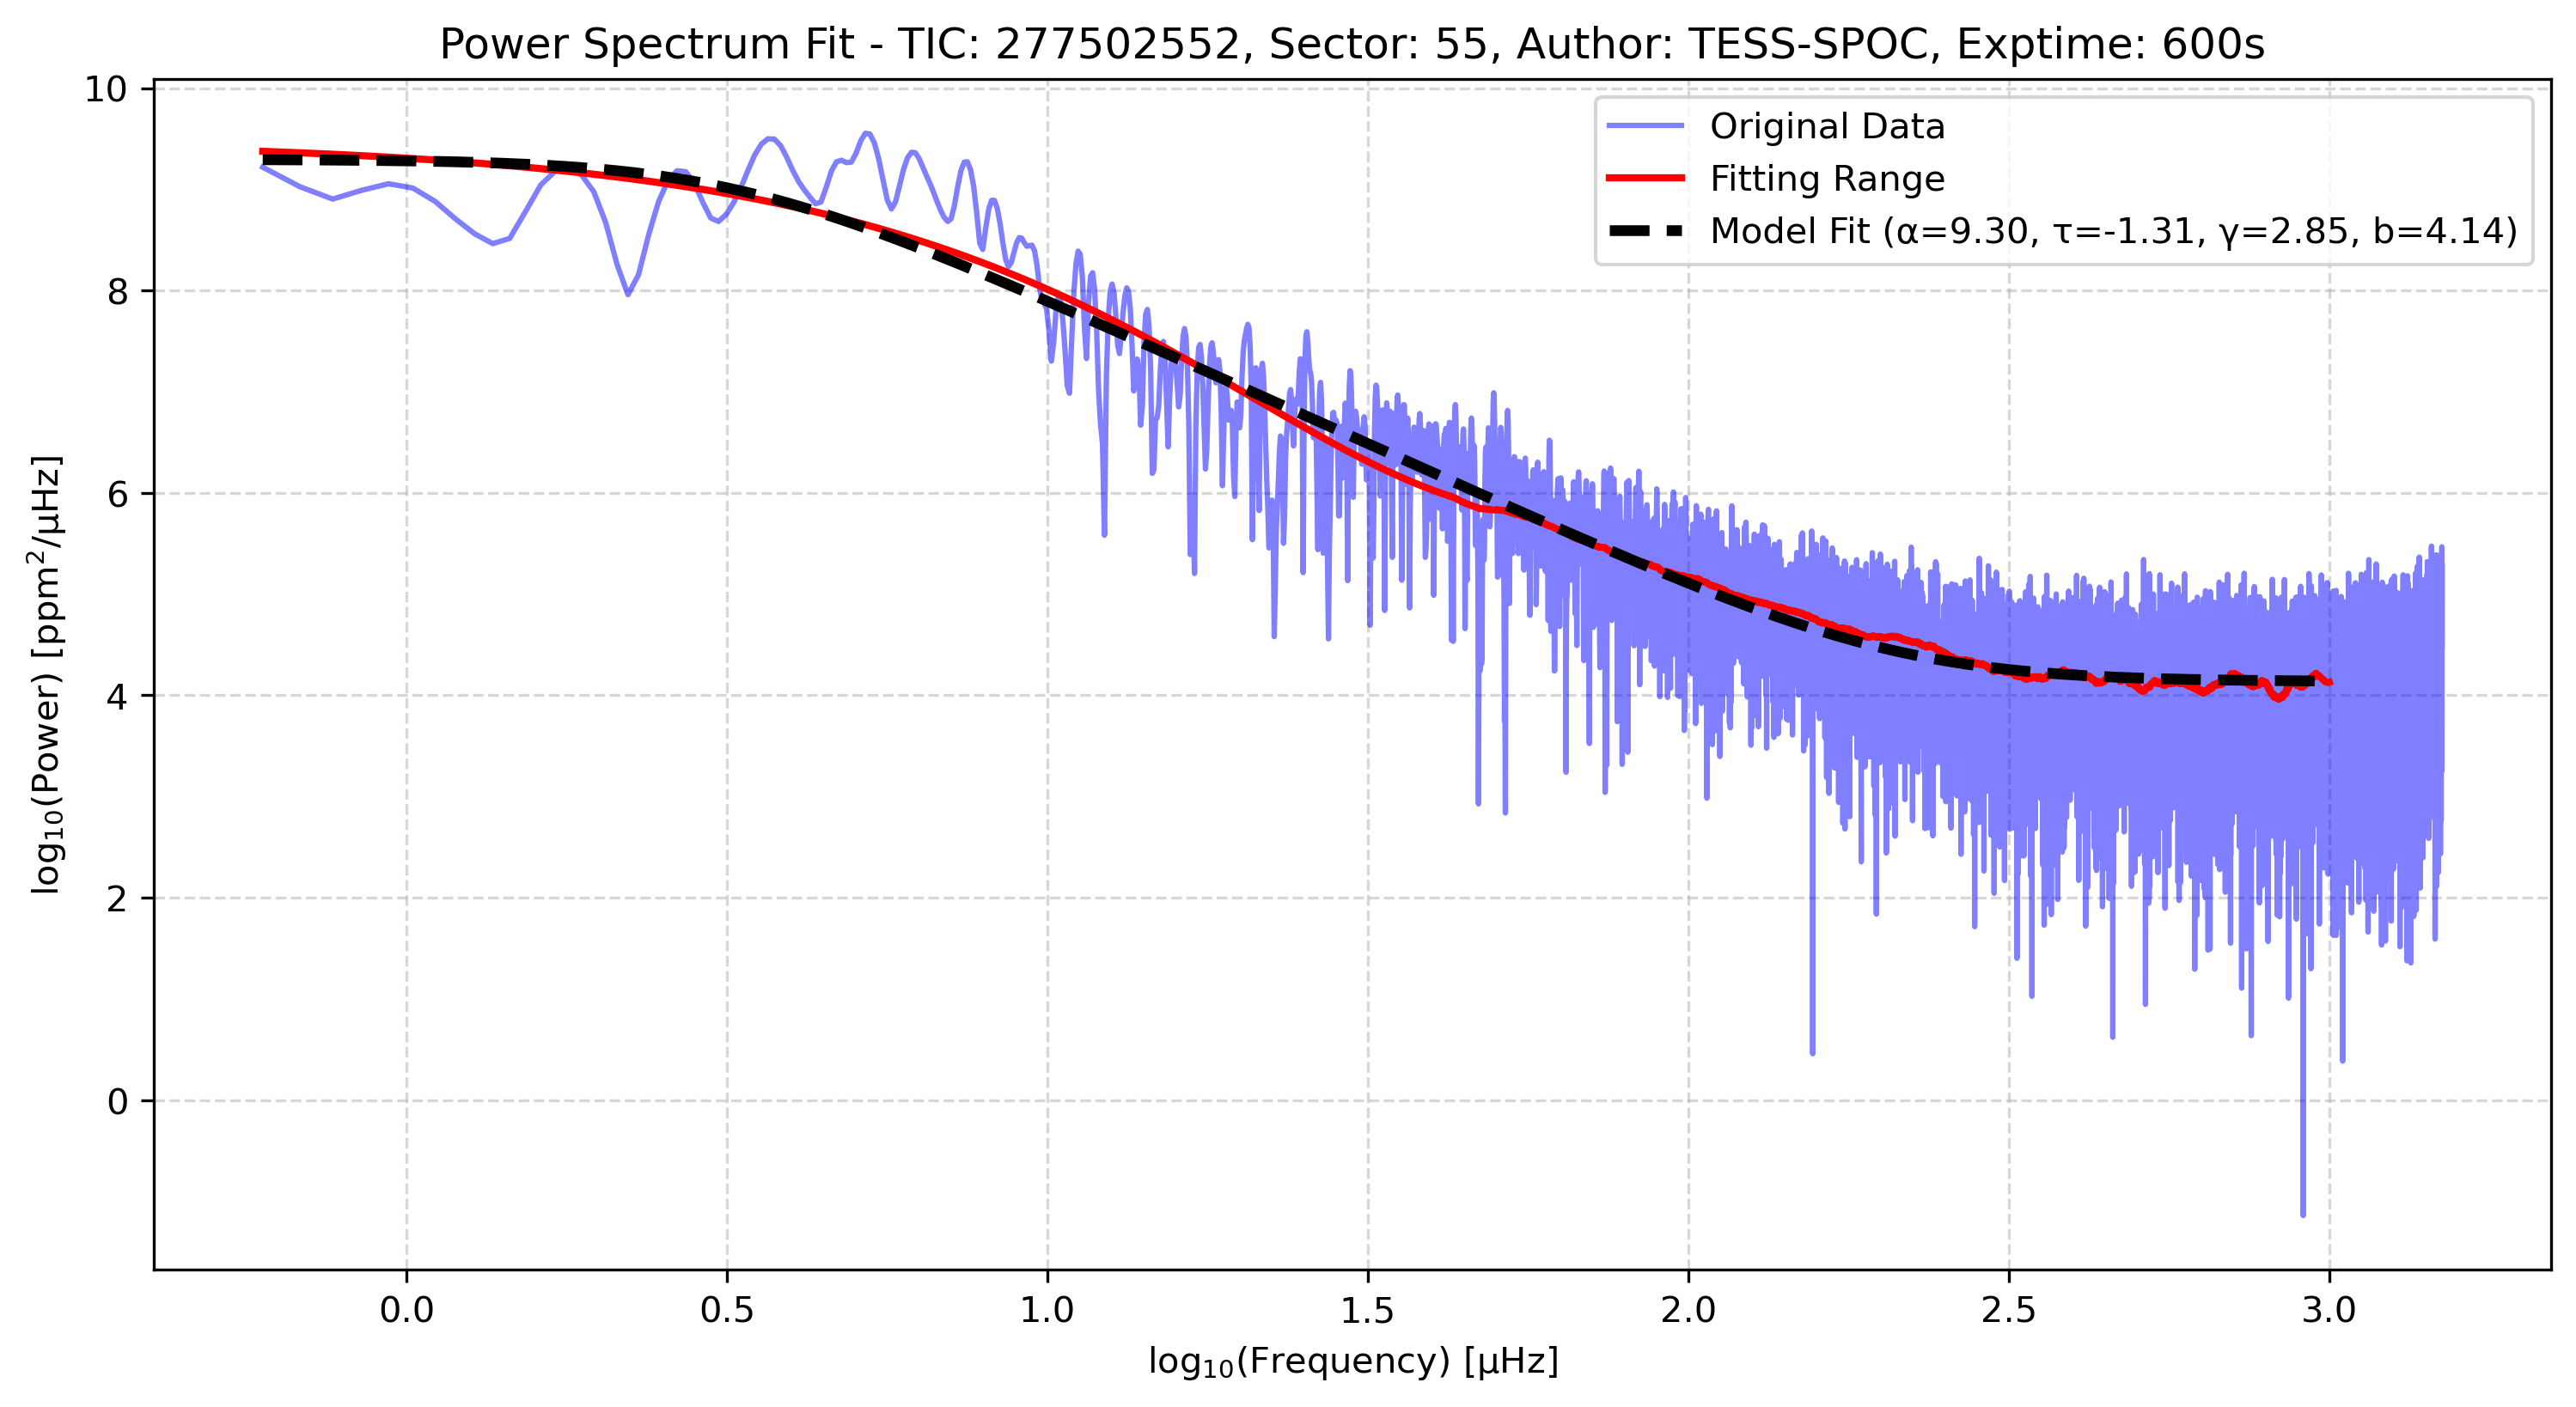 Power Spectrum Fit - TIC: 277502552, Sector: 55, Author: TESS-SPOC, Exptime: 600s
Original Data
Fitting Range
Model Fit (α=9.30, τ=-1.31, γ=2.85, b=4.14)
log₁₀(Power) [ppm²/μHz]
10
8
6
4
2
0
0.0 0.5 1.0 1.5 2.0 2.5 3.0
log₁₀(Frequency) [μHz]